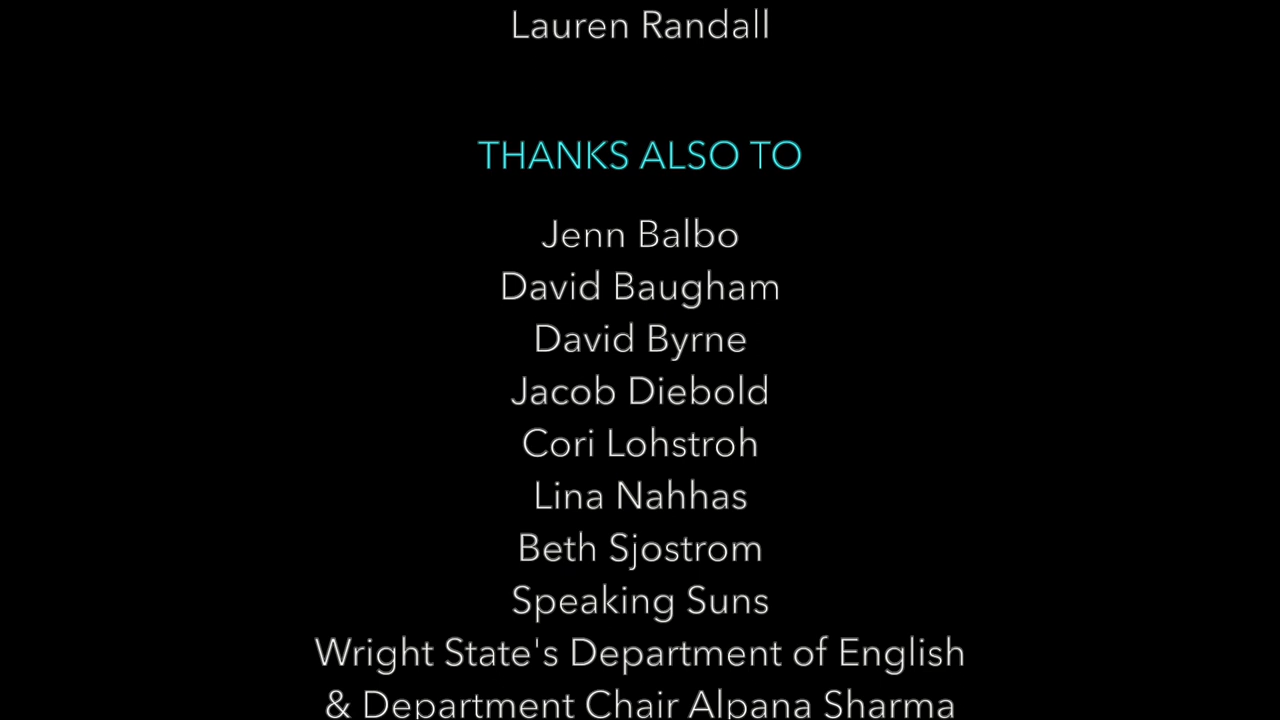 Lauren Randall
THANKS ALSO TO
Jenn Balbo
David Baugham
David Byrne
Jacob Diebold
Cori Lohstroh
Lina Nahhas
Beth Sjostrom
Speaking Suns
Wright State's Department of English
& Department Chair Alpana Sharma